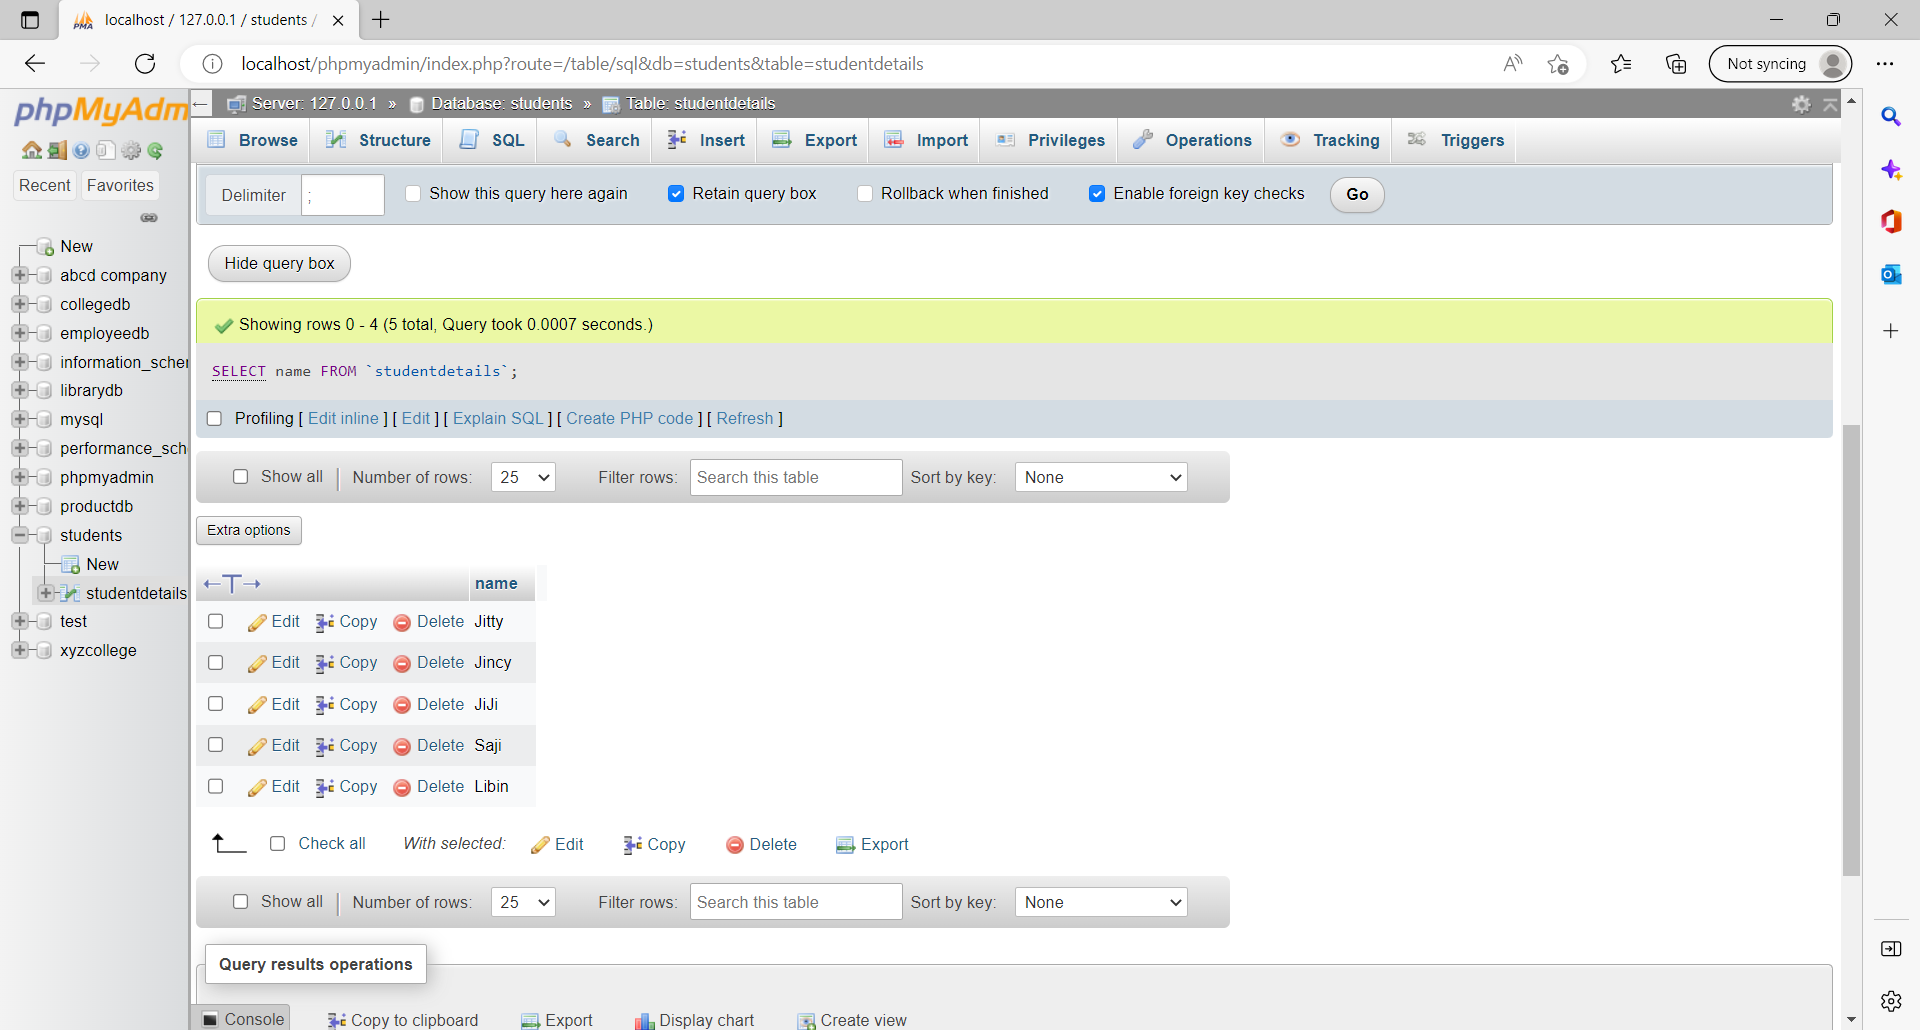 localhost / 127.0.0.1 / students /
localhost/phpmyadmin/index.php?route=/table/sql&db=students&table=studentdetails
Not syncing
phpMyAdm
Recent Favorites
New
abcd company
collegedb
employeedb
information_scher
librarydb
mysql
performance_sch
phpmyadmin
productdb
students
New
studentdetails
test
xyzcollege
Server: 127.0.0.1 » Database: students » Table: studentdetails
Browse Structure SQL Search Insert Export Import Privileges Operations Tracking Triggers
Delimiter ; Show this query here again Retain query box Rollback when finished Enable foreign key checks Go
Hide query box
Showing rows 0 - 4 (5 total, Query took 0.0007 seconds.)
SELECT name FROM `studentdetails`;
Profiling [ Edit inline ] [ Edit ] [ Explain SQL ] [ Create PHP code ] [ Refresh ]
Show all Number of rows: 25 Filter rows: Search this table Sort by key: None
Extra options
←T→ name
Edit Copy Delete Jitty
Edit Copy Delete Jincy
Edit Copy Delete JiJi
Edit Copy Delete Saji
Edit Copy Delete Libin
Check all With selected: Edit Copy Delete Export
Show all Number of rows: 25 Filter rows: Search this table Sort by key: None
Query results operations
Console Copy to clipboard Export Display chart Create view